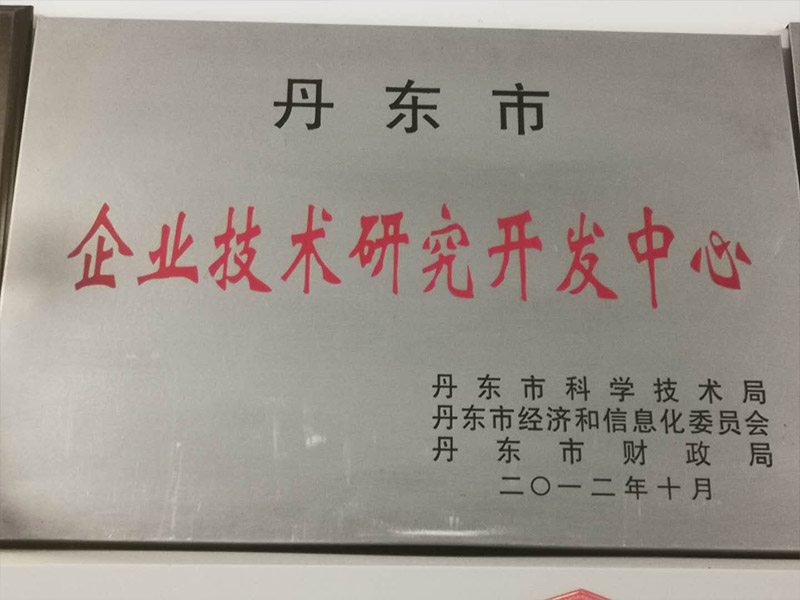 丹东市
企业技术研究开发中心
丹东市科学技术局
丹东市经济和信息化委员会
丹东市财政局
二〇一二年十月